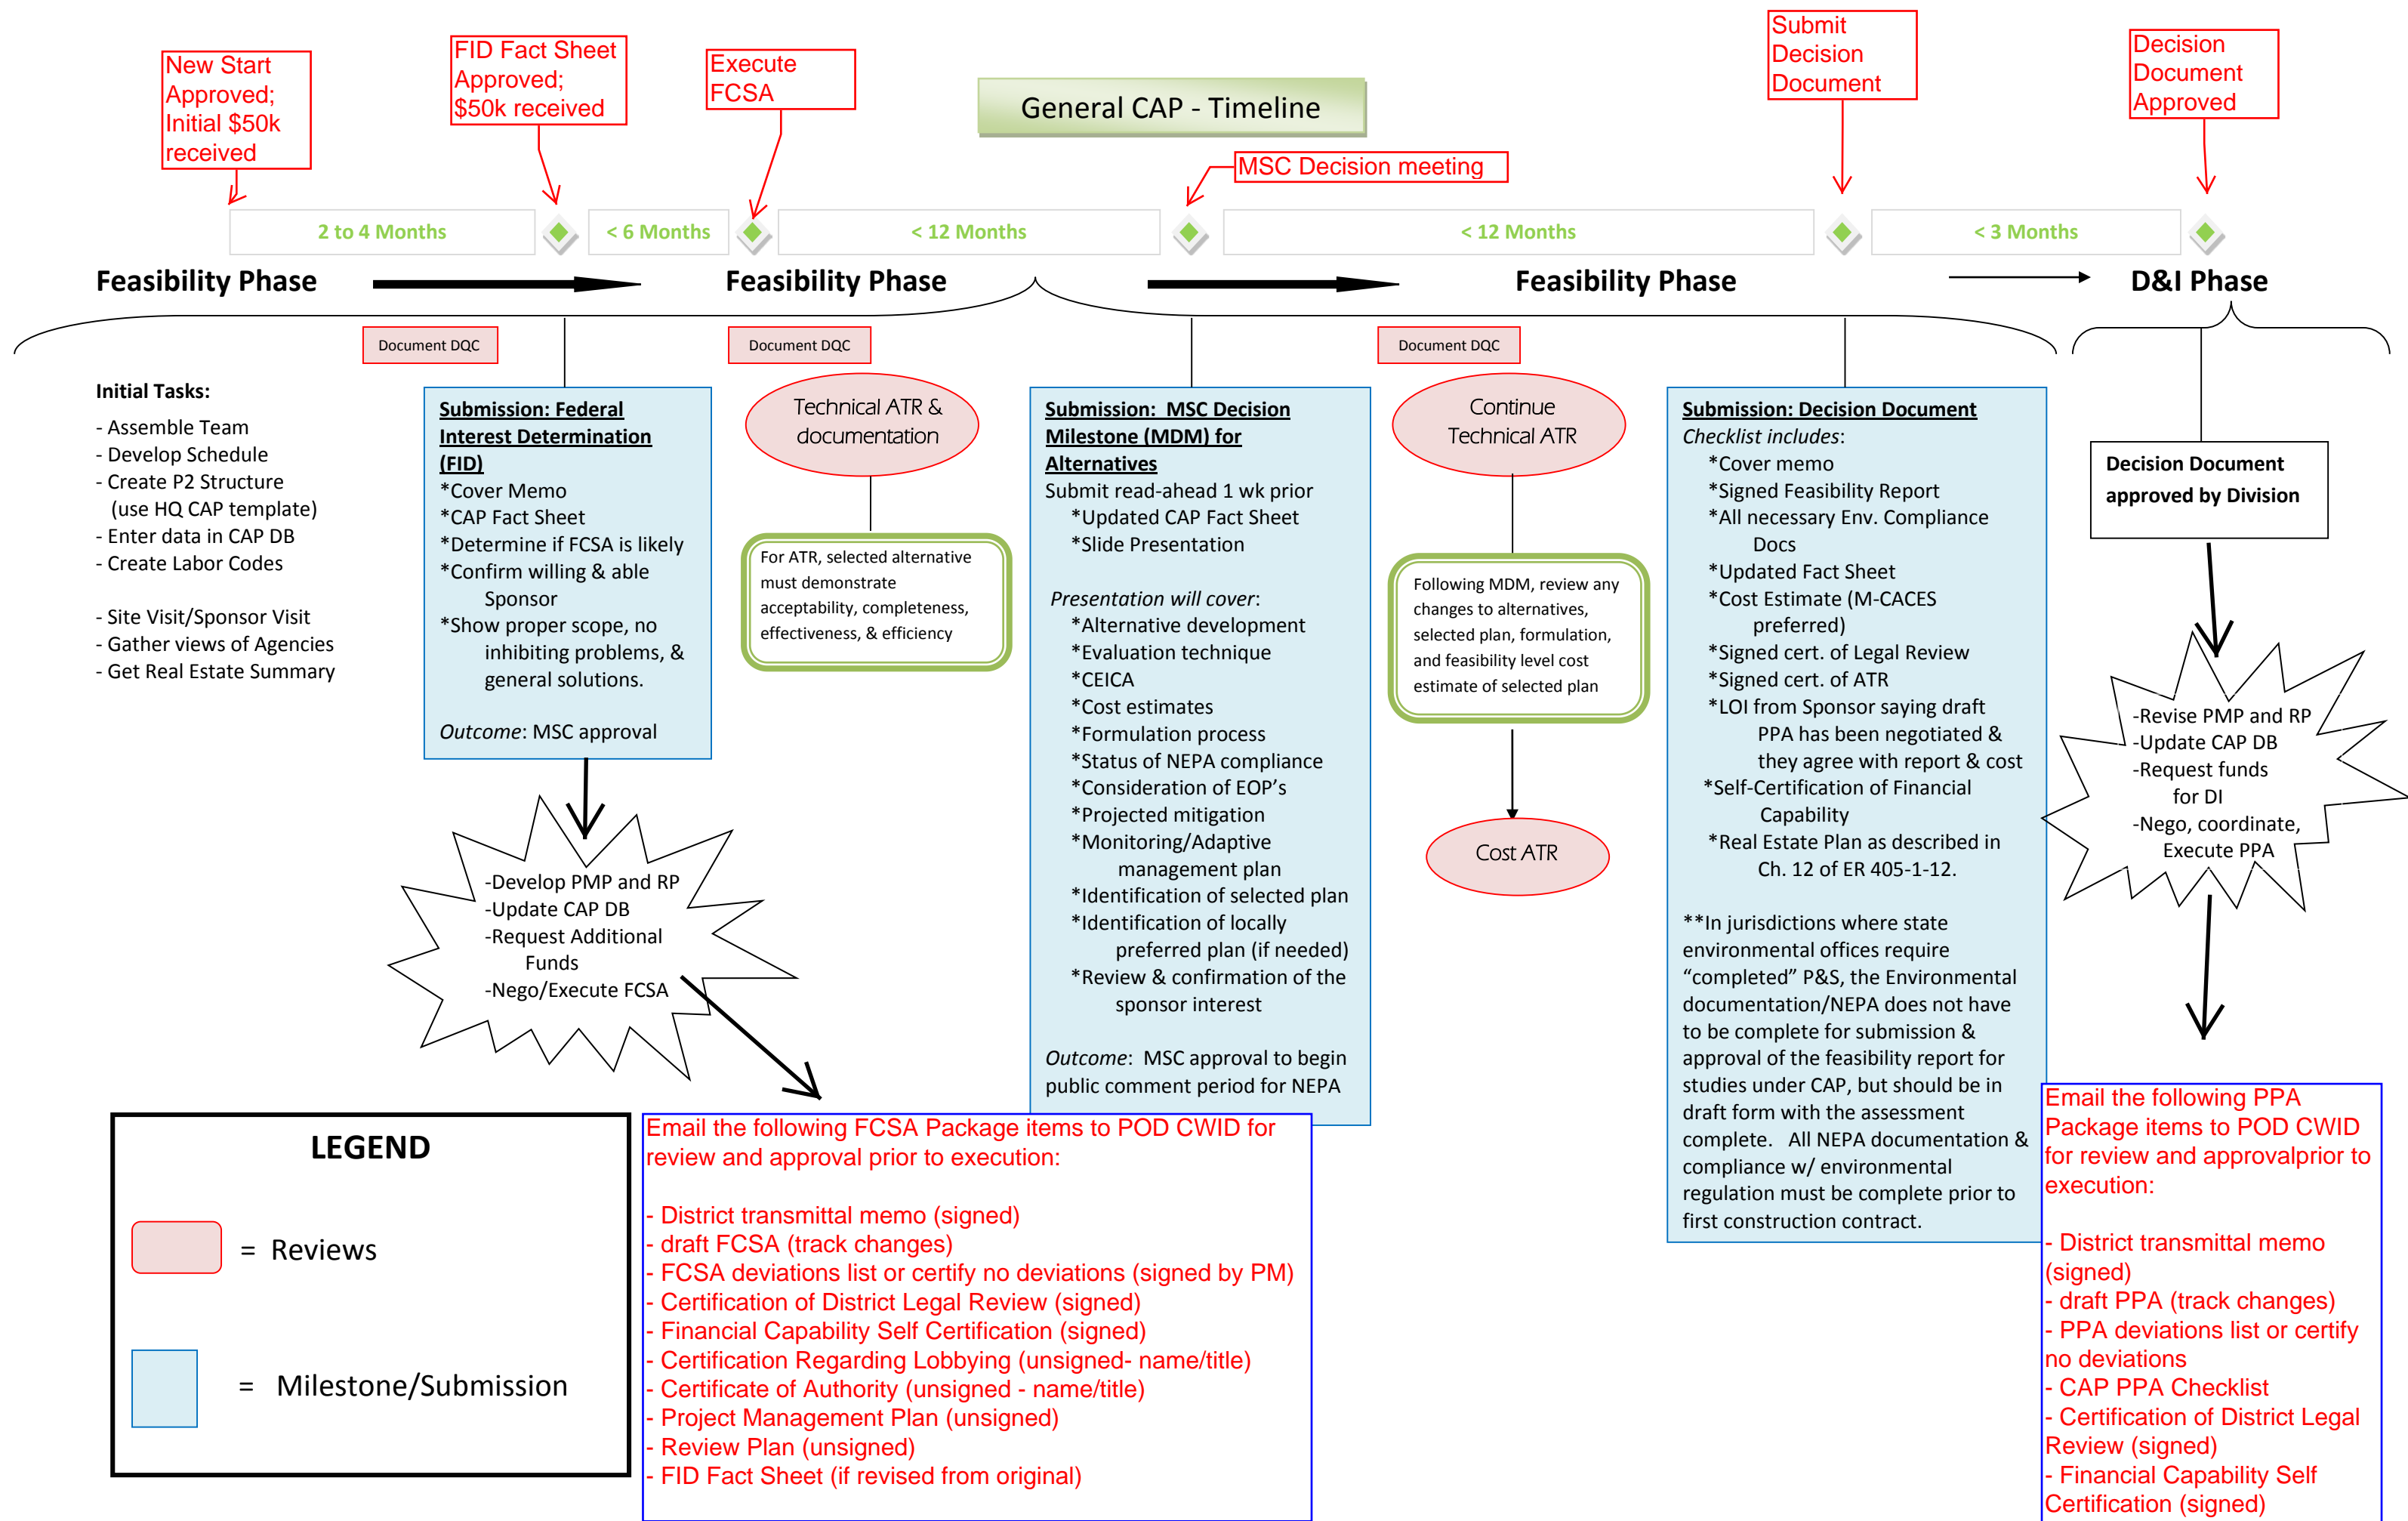 New Start
Approved;
Initial $50k
received
FID Fact Sheet
Approved;
$50k received
Execute
FCSA
General CAP - Timeline
MSC Decision meeting
Submit
Decision
Document
Decision
Document
Approved
2 to 4 Months
< 6 Months
< 12 Months
< 12 Months
< 3 Months
Feasibility Phase
Feasibility Phase
Feasibility Phase
D&I Phase
Document DQC
Document DQC
Document DQC
Initial Tasks:
- Assemble Team
- Develop Schedule
- Create P2 Structure
(use HQ CAP template)
- Enter data in CAP DB
- Create Labor Codes
- Site Visit/Sponsor Visit
- Gather views of Agencies
- Get Real Estate Summary
Submission: Federal
Interest Determination
(FID)
*Cover Memo
*CAP Fact Sheet
*Determine if FCSA is likely
*Confirm willing & able
Sponsor
*Show proper scope, no
inhibiting problems, &
general solutions.
Outcome: MSC approval
-Develop PMP and RP
-Update CAP DB
-Request Additional
Funds
-Nego/Execute FCSA
Technical ATR &
documentation
For ATR, selected alternative
must demonstrate
acceptability, completeness,
effectiveness, & efficiency
Submission: MSC Decision
Milestone (MDM) for
Alternatives
Submit read-ahead 1 wk prior
*Updated CAP Fact Sheet
*Slide Presentation
Presentation will cover:
*Alternative development
*Evaluation technique
*CEICA
*Cost estimates
*Formulation process
*Status of NEPA compliance
*Consideration of EOP's
*Projected mitigation
*Monitoring/Adaptive
management plan
*Identification of selected plan
*Identification of locally
preferred plan (if needed)
*Review & confirmation of the
sponsor interest
Outcome: MSC approval to begin
public comment period for NEPA
Continue
Technical ATR
Following MDM, review any
changes to alternatives,
selected plan, formulation,
and feasibility level cost
estimate of selected plan
Cost ATR
Submission: Decision Document
Checklist includes:
*Cover memo
*Signed Feasibility Report
*All necessary Env. Compliance
Docs
*Updated Fact Sheet
*Cost Estimate (M-CACES
preferred)
*Signed cert. of Legal Review
*Signed cert. of ATR
*LOI from Sponsor saying draft
PPA has been negotiated &
they agree with report & cost
*Self-Certification of Financial
Capability
*Real Estate Plan as described in
Ch. 12 of ER 405-1-12.
**In jurisdictions where state
environmental offices require
“completed” P&S, the Environmental
documentation/NEPA does not have
to be complete for submission &
approval of the feasibility report for
studies under CAP, but should be in
draft form with the assessment
complete. All NEPA documentation &
compliance w/ environmental
regulation must be complete prior to
first construction contract.
Decision Document
approved by Division
-Revise PMP and RP
-Update CAP DB
-Request funds
for DI
-Nego, coordinate,
Execute PPA
LEGEND
= Reviews
= Milestone/Submission
Email the following FCSA Package items to POD CWID for
review and approval prior to execution:
- District transmittal memo (signed)
- draft FCSA (track changes)
- FCSA deviations list or certify no deviations (signed by PM)
- Certification of District Legal Review (signed)
- Financial Capability Self Certification (signed)
- Certification Regarding Lobbying (unsigned- name/title)
- Certificate of Authority (unsigned - name/title)
- Project Management Plan (unsigned)
- Review Plan (unsigned)
- FID Fact Sheet (if revised from original)
Email the following PPA
Package items to POD CWID
for review and approvalprior to
execution:
- District transmittal memo
(signed)
- draft PPA (track changes)
- PPA deviations list or certify
no deviations
- CAP PPA Checklist
- Certification of District Legal
Review (signed)
- Financial Capability Self
Certification (signed)